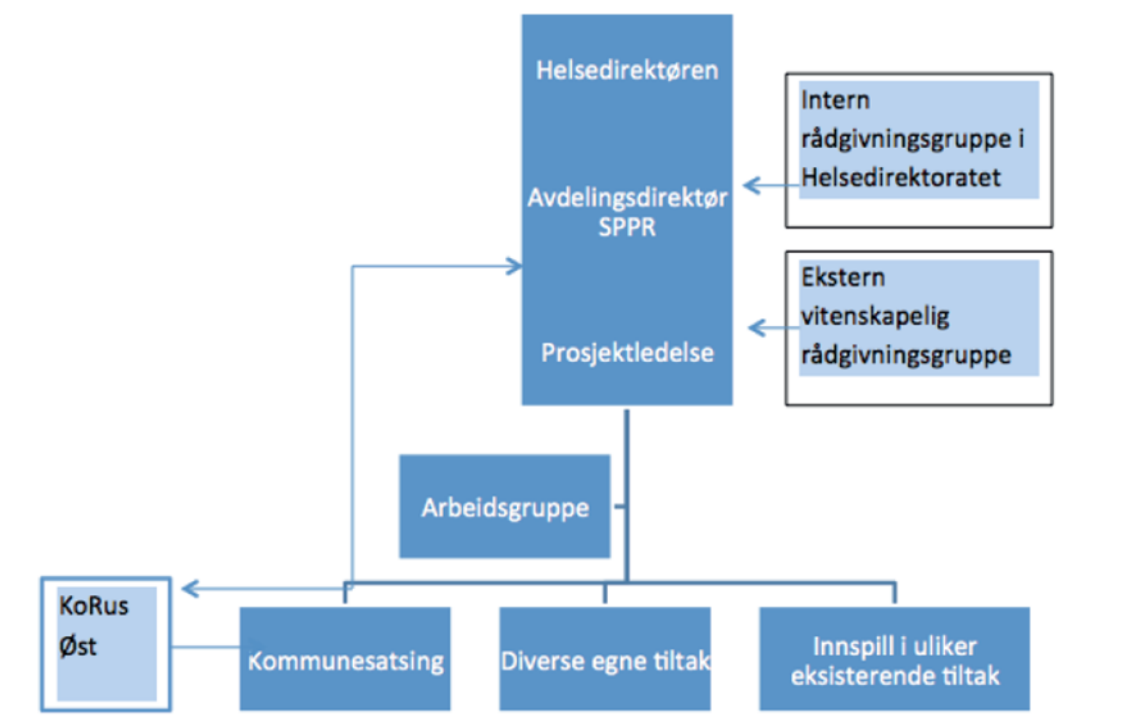 Helsedirektøren
Avdelingsdirektør
SPPR
Prosjektledelse
Intern
rådgivningsgruppe i
Helsedirektoratet
Ekstern
vitenskapelig
rådgivningsgruppe
Arbeidsgruppe
KoRus
Øst
Kommunesatsing
Diverse egne tiltak
Innspill i uliker
eksisterende tiltak